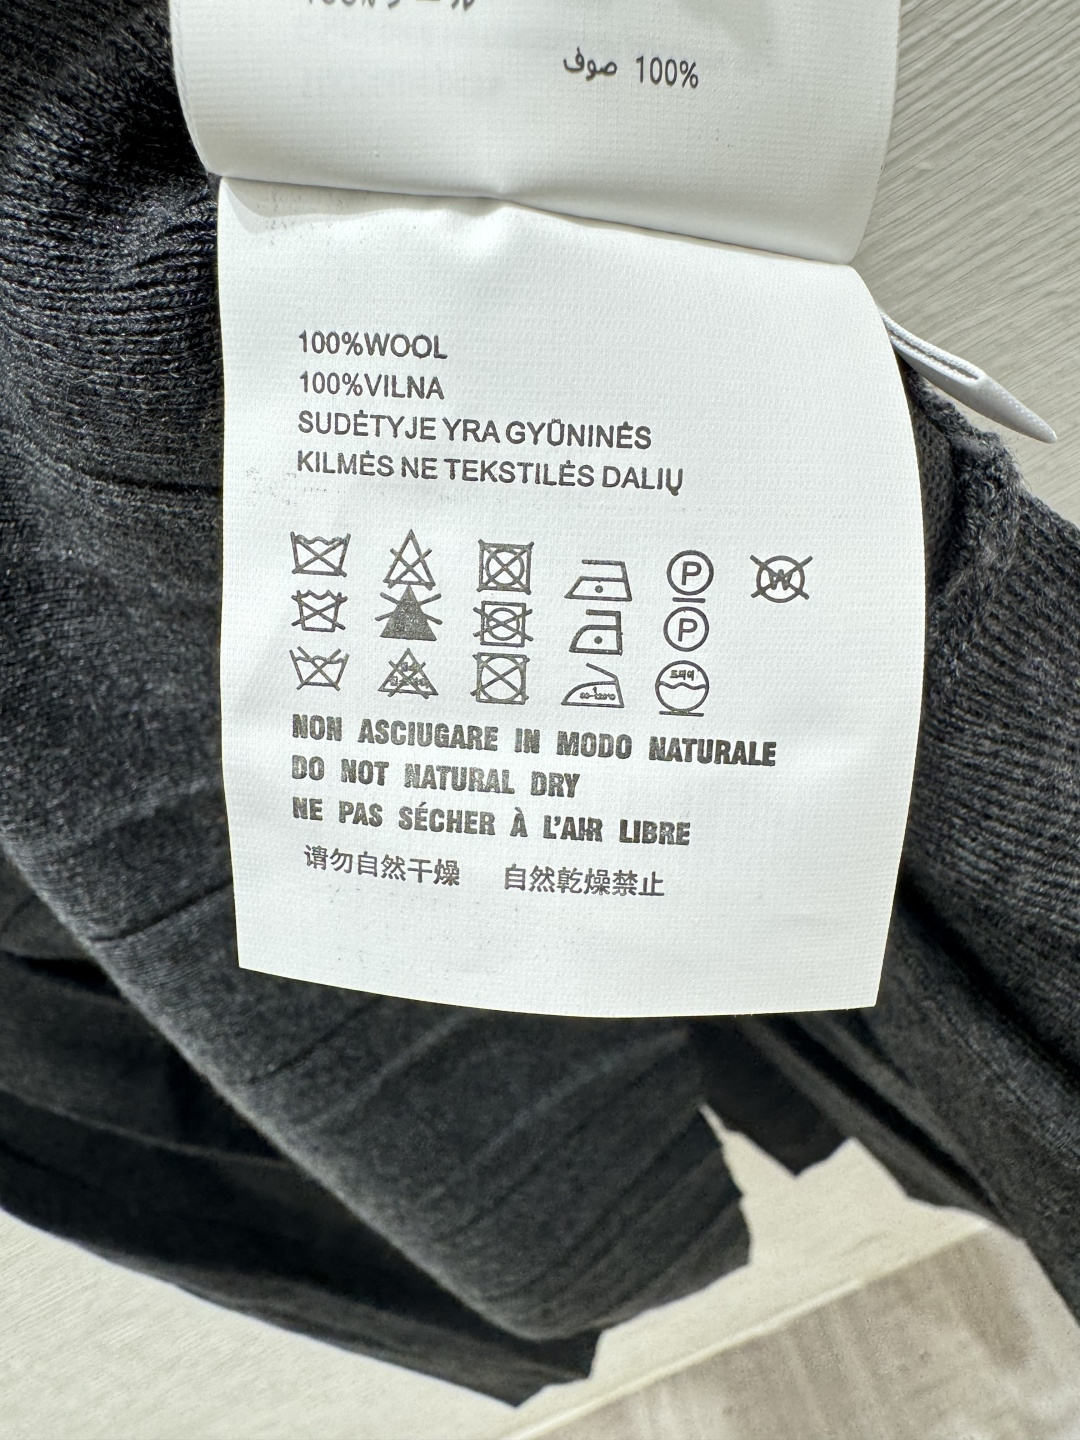 100% صوف
100%WOOL
100%VILNA
SUDĖTYJE YRA GYŪNINĖS
KILMĖS NE TEKSTILĖS DALIŲ
P
W
P
NON ASCIUGARE IN MODO NATURALE
DO NOT NATURAL DRY
NE PAS SÉCHER À L'AIR LIBRE
请勿自然干燥 自然乾燥禁止